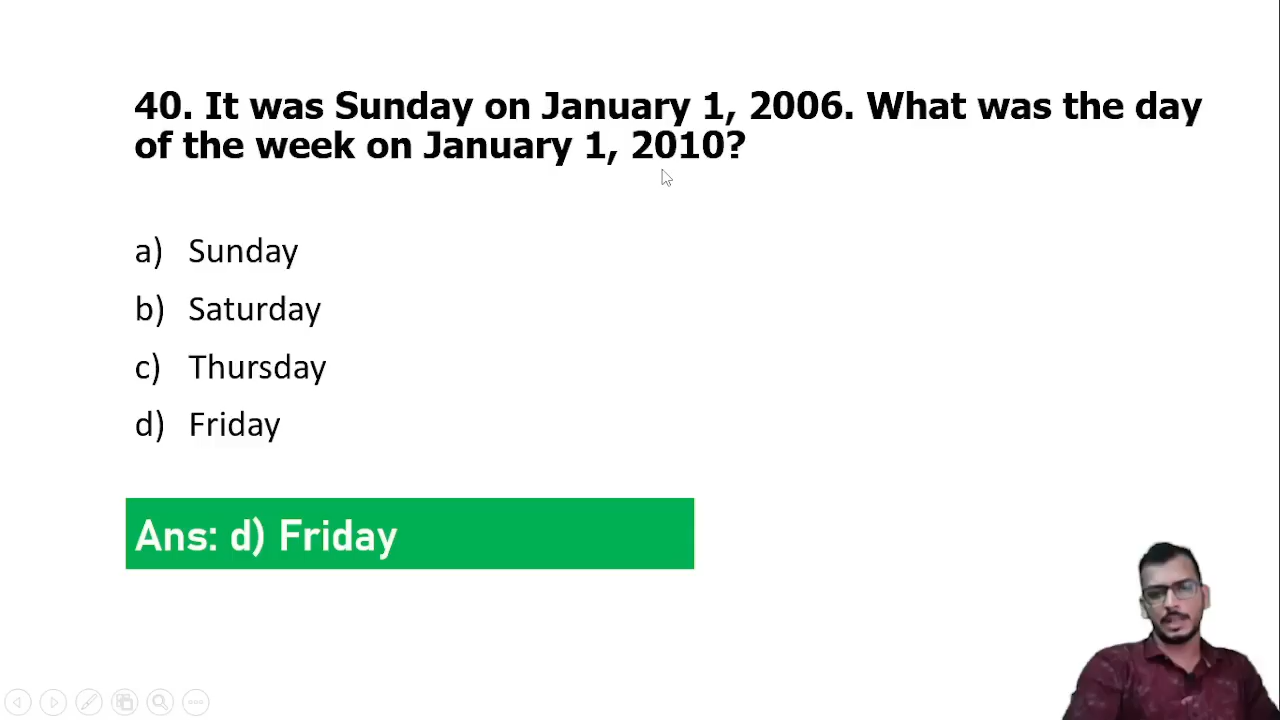 40. It was Sunday on January 1, 2006. What was the day
of the week on January 1, 2010?
a) Sunday
b) Saturday
c) Thursday
d) Friday
Ans: d) Friday